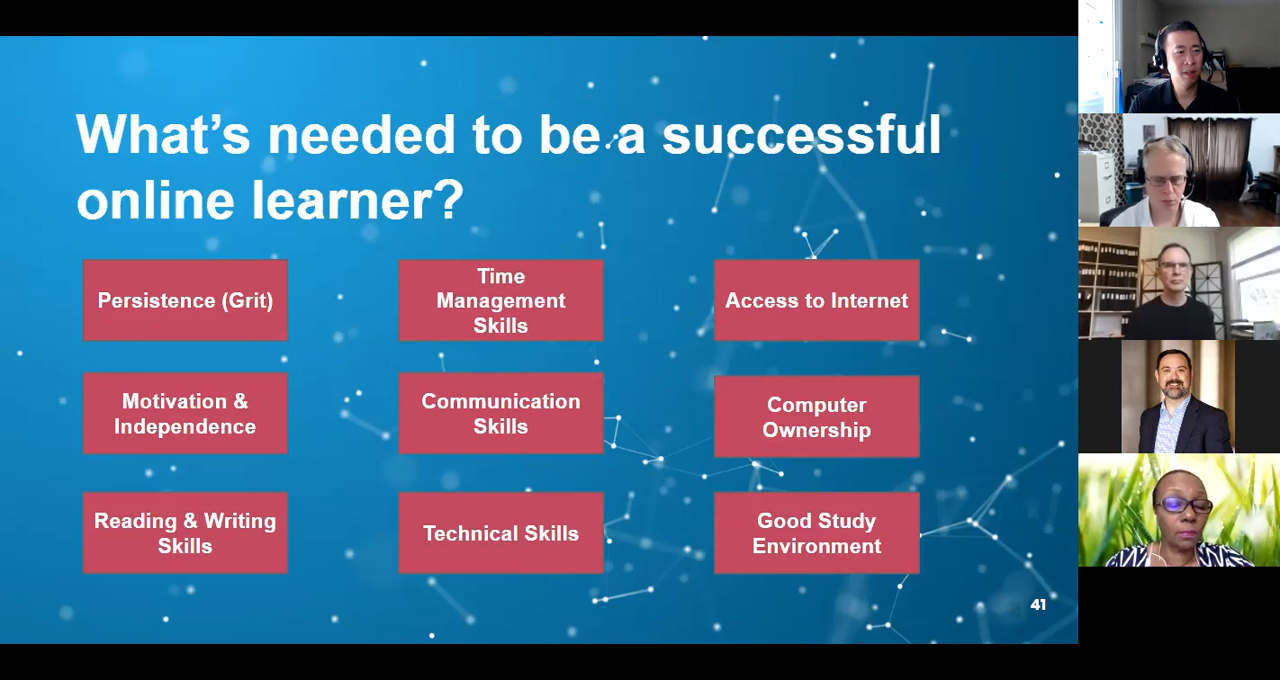 What's needed to be a successful
online learner?
Persistence (Grit)
Time
Management
Skills
Access to Internet
Motivation &
Independence
Communication
Skills
Computer
Ownership
Reading & Writing
Skills
Technical Skills
Good Study
Environment
41